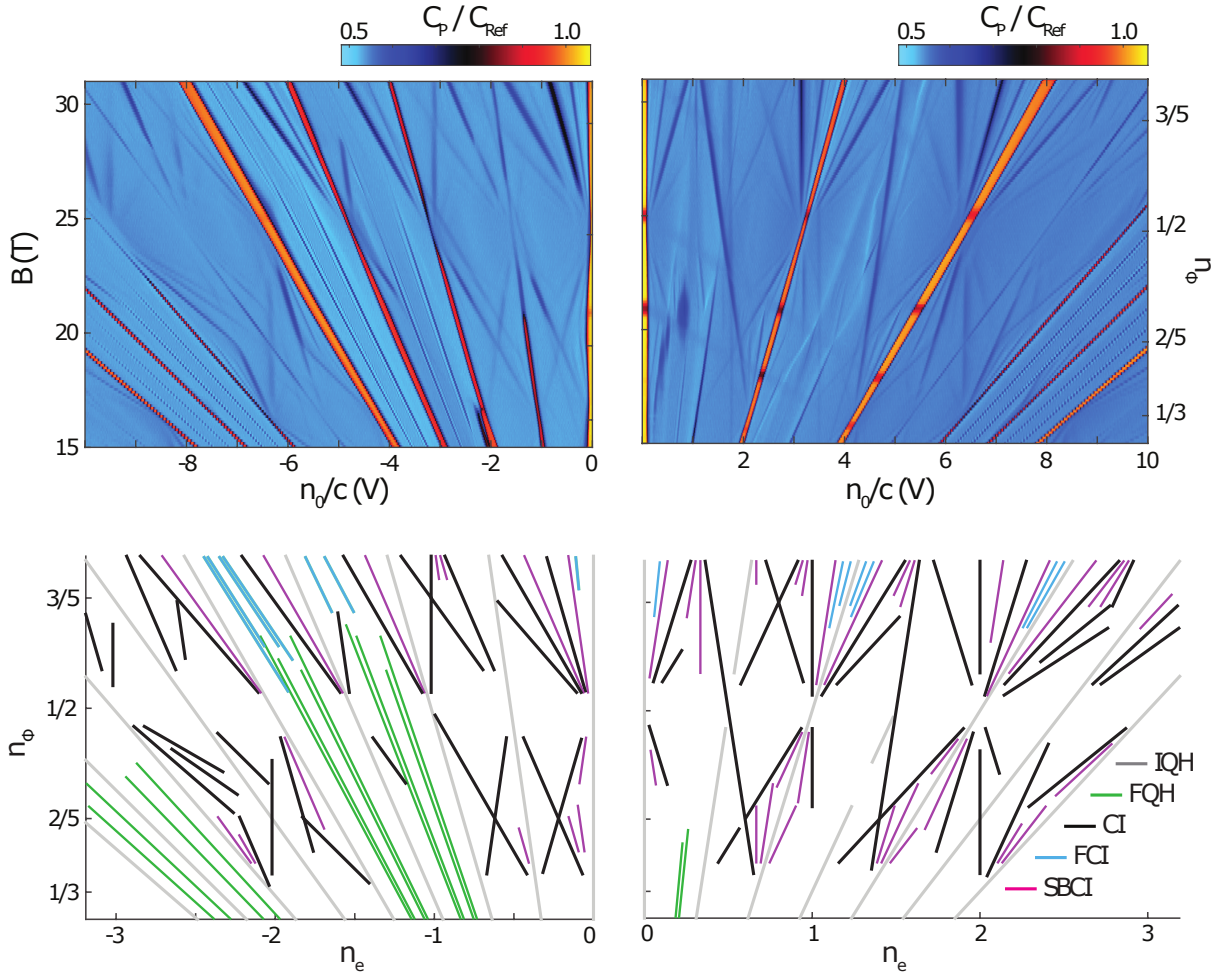 C_P / C_Ref
C_P / C_Ref
0.5 1.0
0.5 1.0
30
25
20
15
B (T)
-8 -6 -4 -2 0
n_0/c (V)
3/5
1/2
2/5
1/3
n_Φ
2 4 6 8 10
n_0/c (V)
3/5
1/2
2/5
1/3
n_Φ
-3 -2 -1 0
n_e
IQH
FQH
CI
FCI
SBCI
0 1 2 3
n_e